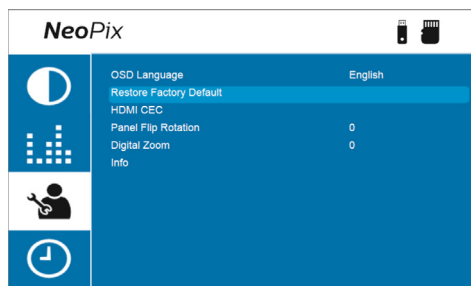 NeoPix
OSD Language English
Restore Factory Default
HDMI CEC
Panel Flip Rotation 0
Digital Zoom 0
Info